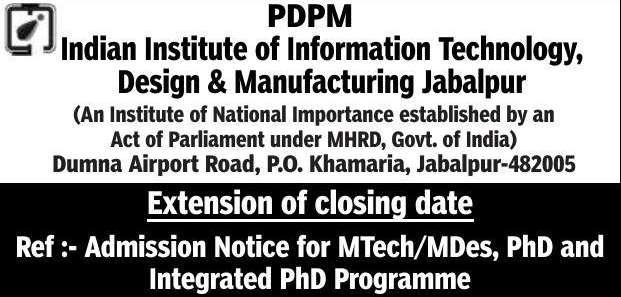 PDPM
Indian Institute of Information Technology,
Design & Manufacturing Jabalpur
(An Institute of National Importance established by an
Act of Parliament under MHRD, Govt. of India)
Dumna Airport Road, P.O. Khamaria, Jabalpur-482005
Extension of closing date
Ref :- Admission Notice for MTech/MDes, PhD and
Integrated PhD Programme